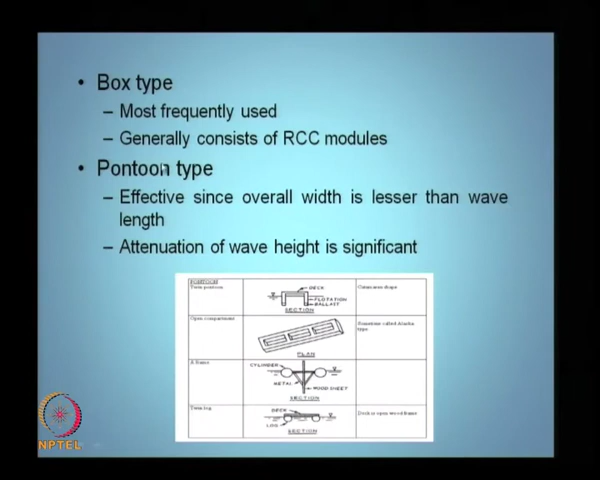 • Box type
– Most frequently used
– Generally consists of RCC modules
• Pontoon type
– Effective since overall width is lesser than wave
length
– Attenuation of wave height is significant
PONTOON
Twin pontoon
DECK
FLOTATION
BALLAST
SECTION
Catamaran shape
Open compartment
PLAN
Sometime called Alaska
type
A Frame
CYLINDER
METAL
WOOD SHEET
SECTION
Twin log
DECK
LOG
SECTION
Deck is open wood frame
NPTEL